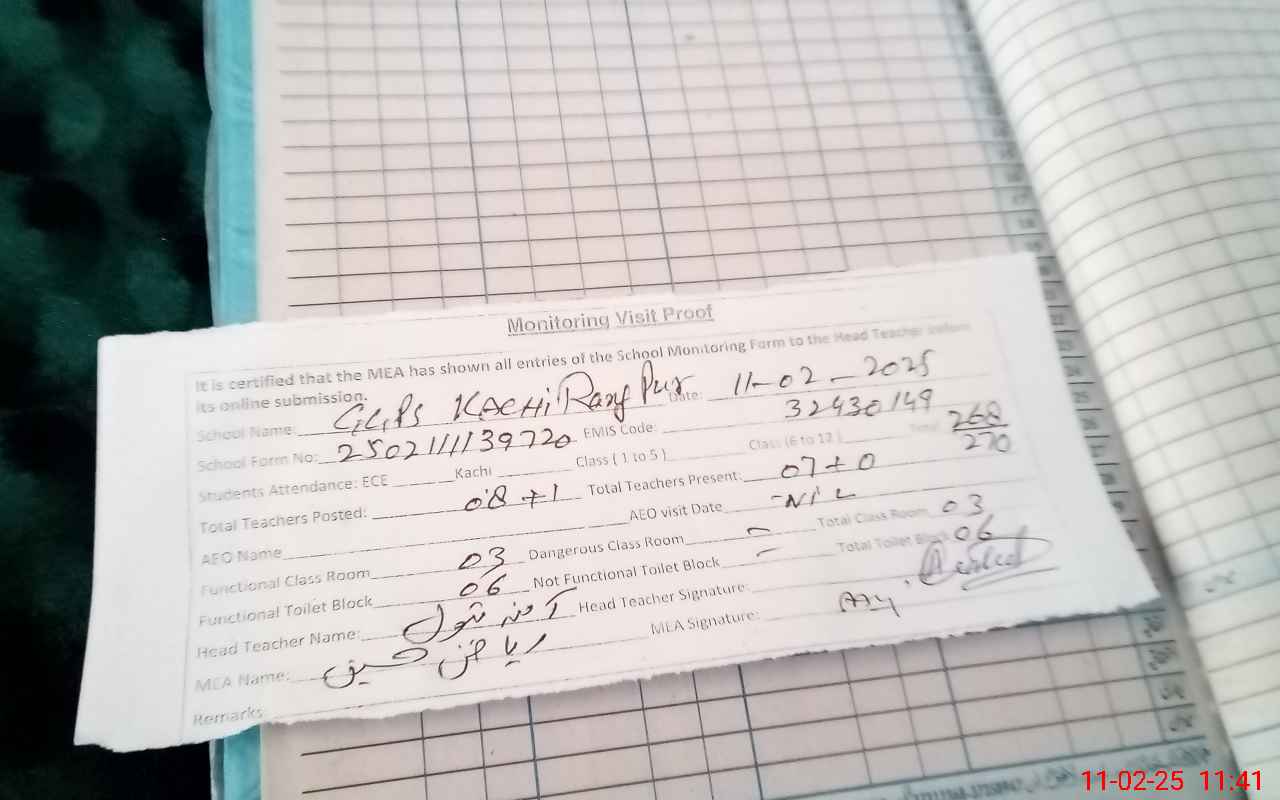 Monitoring Visit Proof
It is certified that the MEA has shown all entries of the School Monitoring Form to the Head Teacher before
its online submission.
School Name: GGPS KACHI Pur Date: 11-02-2025
School Form No: 2502111139720 EMIS Code: 32430149
Students Attendance: ECE Kachi Class ( 1 to 5 ) Class (6 to 12 ) Total 268/270
Total Teachers Posted: 08+1 Total Teachers Present: 07+0
AEO Name AEO visit Date Nil
Functional Class Room 03 Dangerous Class Room – Total Class Room 03
Functional Toilet Block 06 Not Functional Toilet Block – Total Toilet Block 06
Head Teacher Name: آمنہ بتول Head Teacher Signature:
MEA Name: ریاض حسین MEA Signature:
Remarks:
11-02-25 11:41